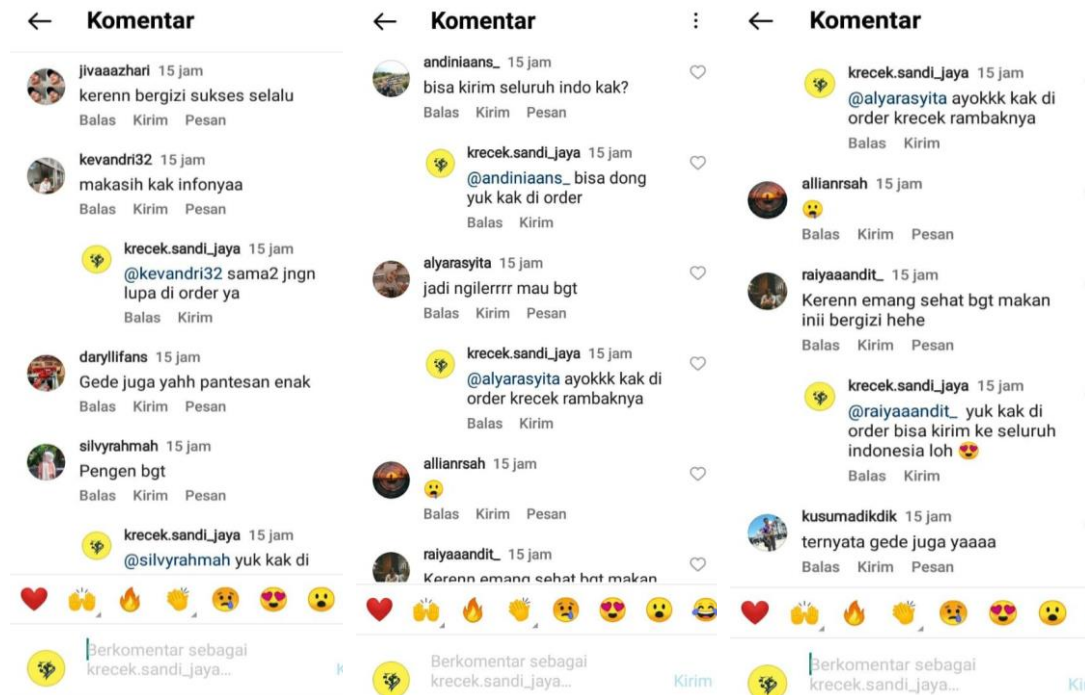 Komentar
jivaaazhari 15 jam
kerenn bergizi sukses selalu
Balas Kirim Pesan
kevandri32 15 jam
makasih kak infonyaa
Balas Kirim Pesan
krecek.sandi_jaya 15 jam
@kevandri32 sama2 jngn
lupa di order ya
Balas Kirim
daryllifans 15 jam
Gede juga yahh pantesan enak
Balas Kirim Pesan
silvyrahmah 15 jam
Pengen bgt
Balas Kirim Pesan
krecek.sandi_jaya 15 jam
@silvyrahmah yuk kak di
Berkomentar sebagai
krecek.sandi_jaya...
Komentar
andiniaans_ 15 jam
bisa kirim seluruh indo kak?
Balas Kirim Pesan
krecek.sandi_jaya 15 jam
@andiniaans_ bisa dong
yuk kak di order
Balas Kirim
alyarasyita 15 jam
jadi ngilerrrr mau bgt
Balas Kirim Pesan
krecek.sandi_jaya 15 jam
@alyarasyita ayokkk kak di
order krecek rambaknya
Balas Kirim
allianrsah 15 jam
😲
Balas Kirim Pesan
raiyaaandit_ 15 jam
Kerenn emang sehat bgt makan
Berkomentar sebagai
krecek.sandi_jaya...
Kirim
Komentar
krecek.sandi_jaya 15 jam
@alyarasyita ayokkk kak di
order krecek rambaknya
Balas Kirim
allianrsah 15 jam
😲
Balas Kirim Pesan
raiyaaandit_ 15 jam
Kerenn emang sehat bgt makan
inii bergizi hehe
Balas Kirim Pesan
krecek.sandi_jaya 15 jam
@raiyaaandit_ yuk kak di
order bisa kirim ke seluruh
indonesia loh 😍
Balas Kirim
kusumadikdik 15 jam
ternyata gede juga yaaaa
Balas Kirim Pesan
Berkomentar sebagai
krecek.sandi_jaya...